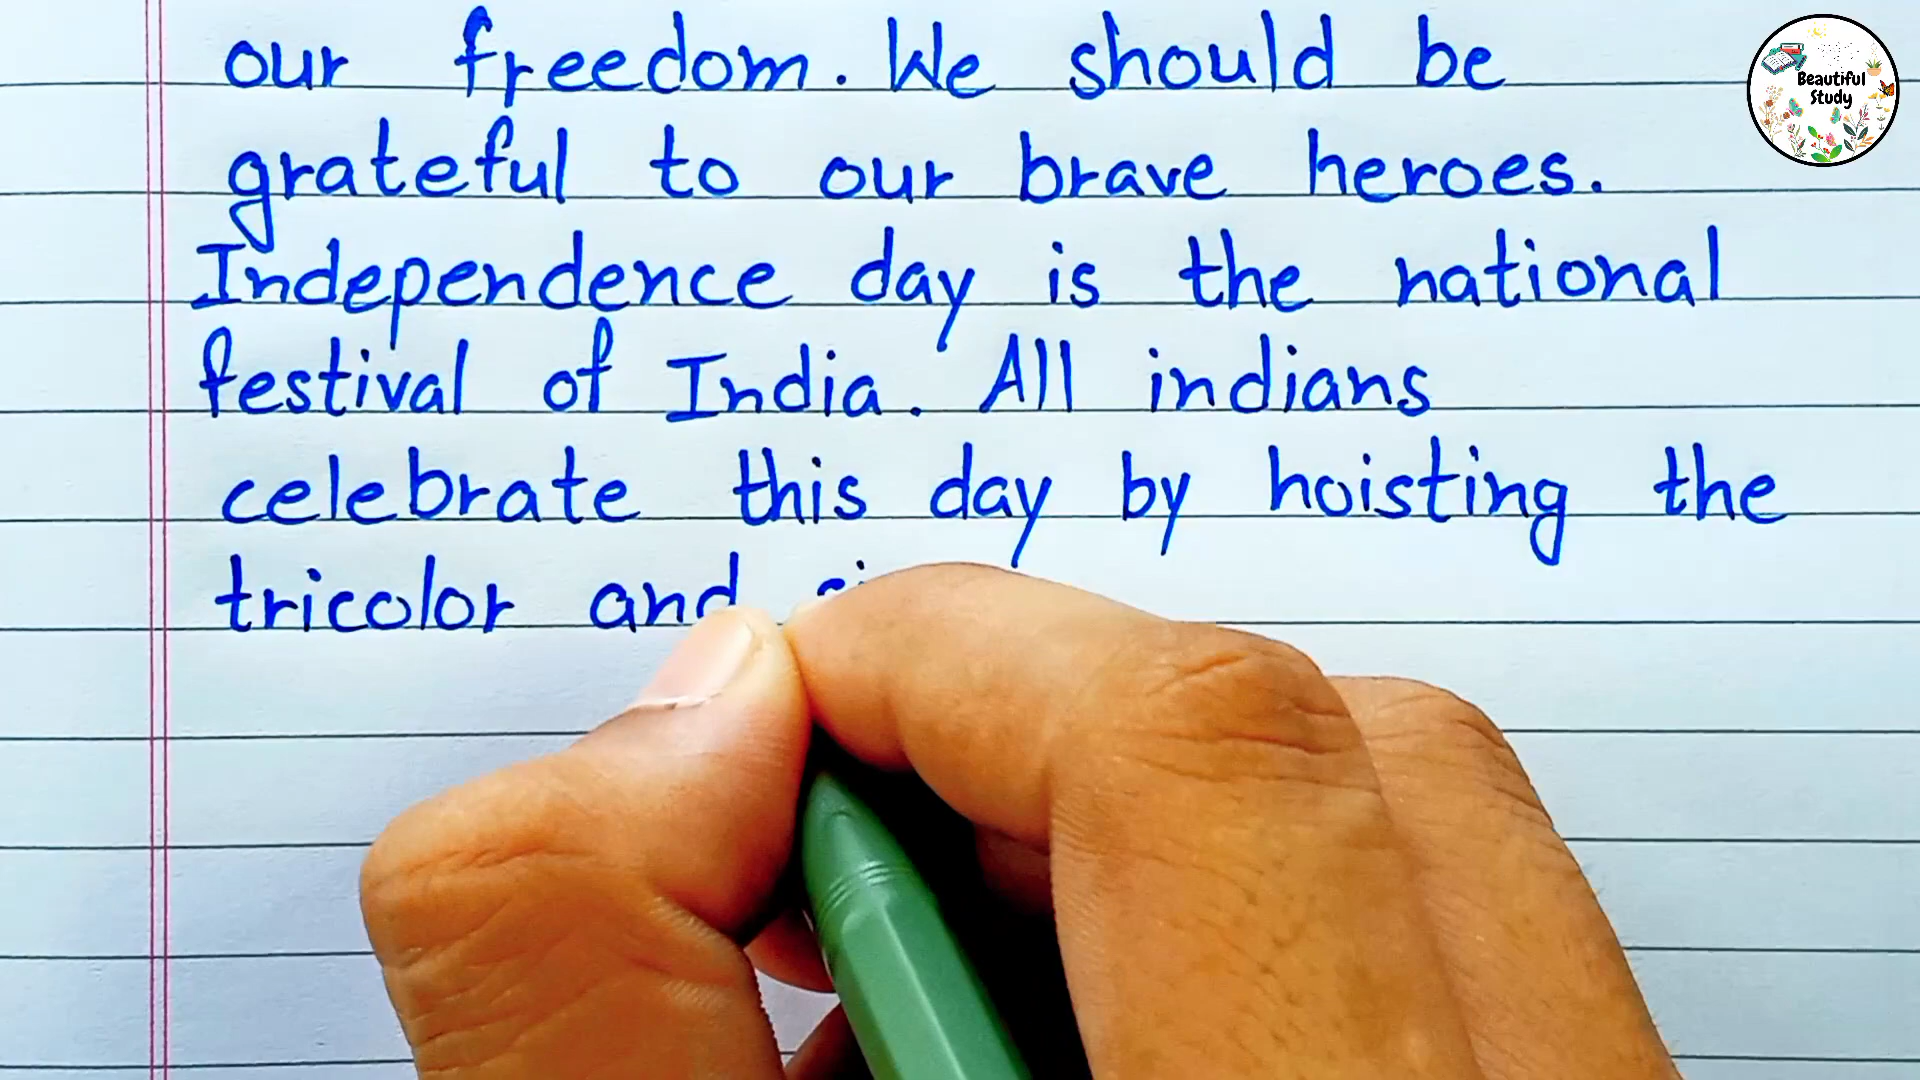 our freedom. We should be
grateful to our brave heroes.
Independence day is the national
festival of India. All indians
celebrate this day by hoisting the
tricolor and
Beautiful
Study